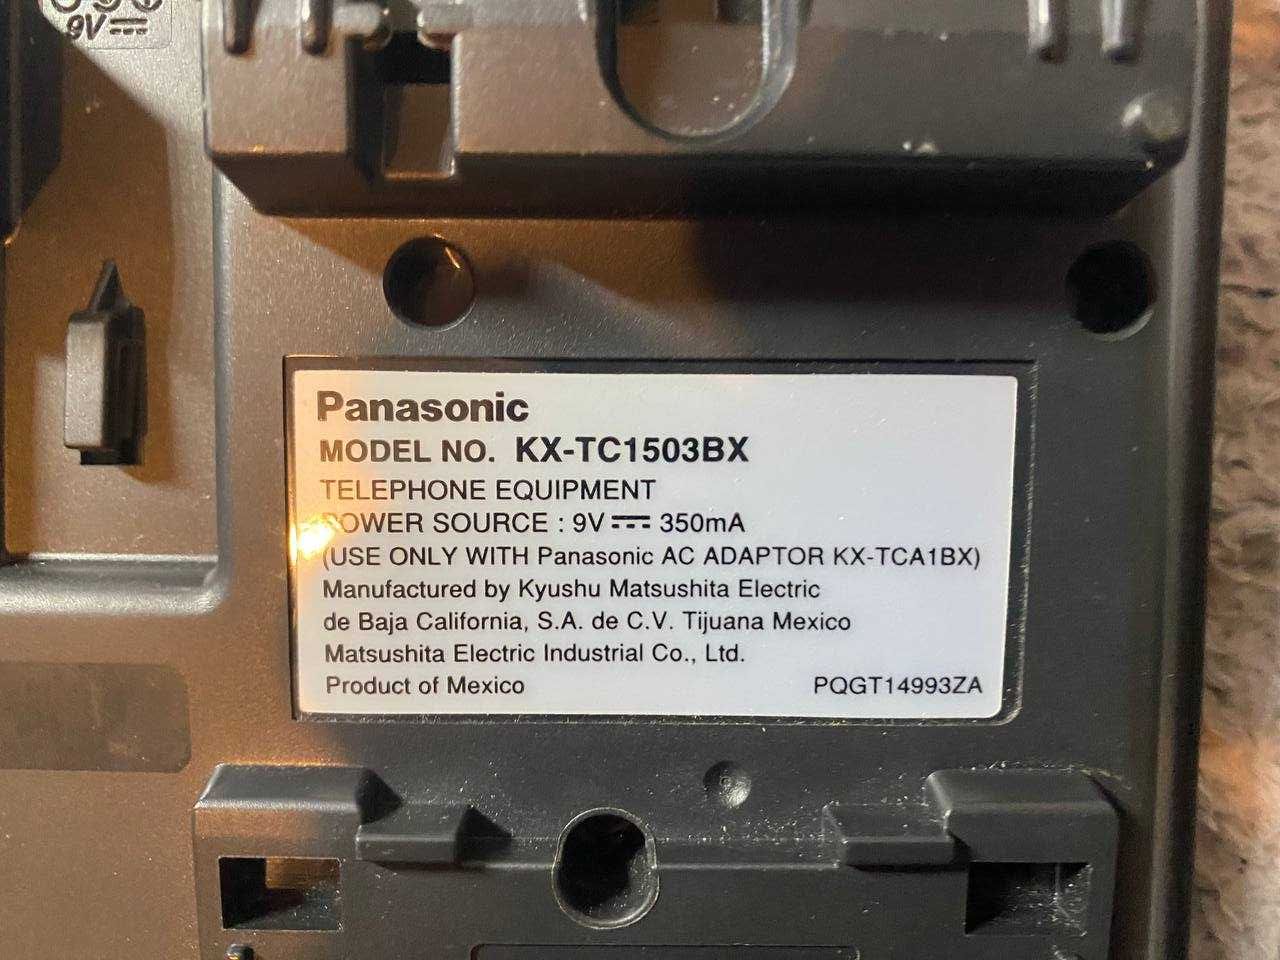 9V
Panasonic
MODEL NO. KX-TC1503BX
TELEPHONE EQUIPMENT
POWER SOURCE : 9V ⎓ 350mA
(USE ONLY WITH Panasonic AC ADAPTOR KX-TCA1BX)
Manufactured by Kyushu Matsushita Electric
de Baja California, S.A. de C.V. Tijuana Mexico
Matsushita Electric Industrial Co., Ltd.
Product of Mexico PQGT14993ZA